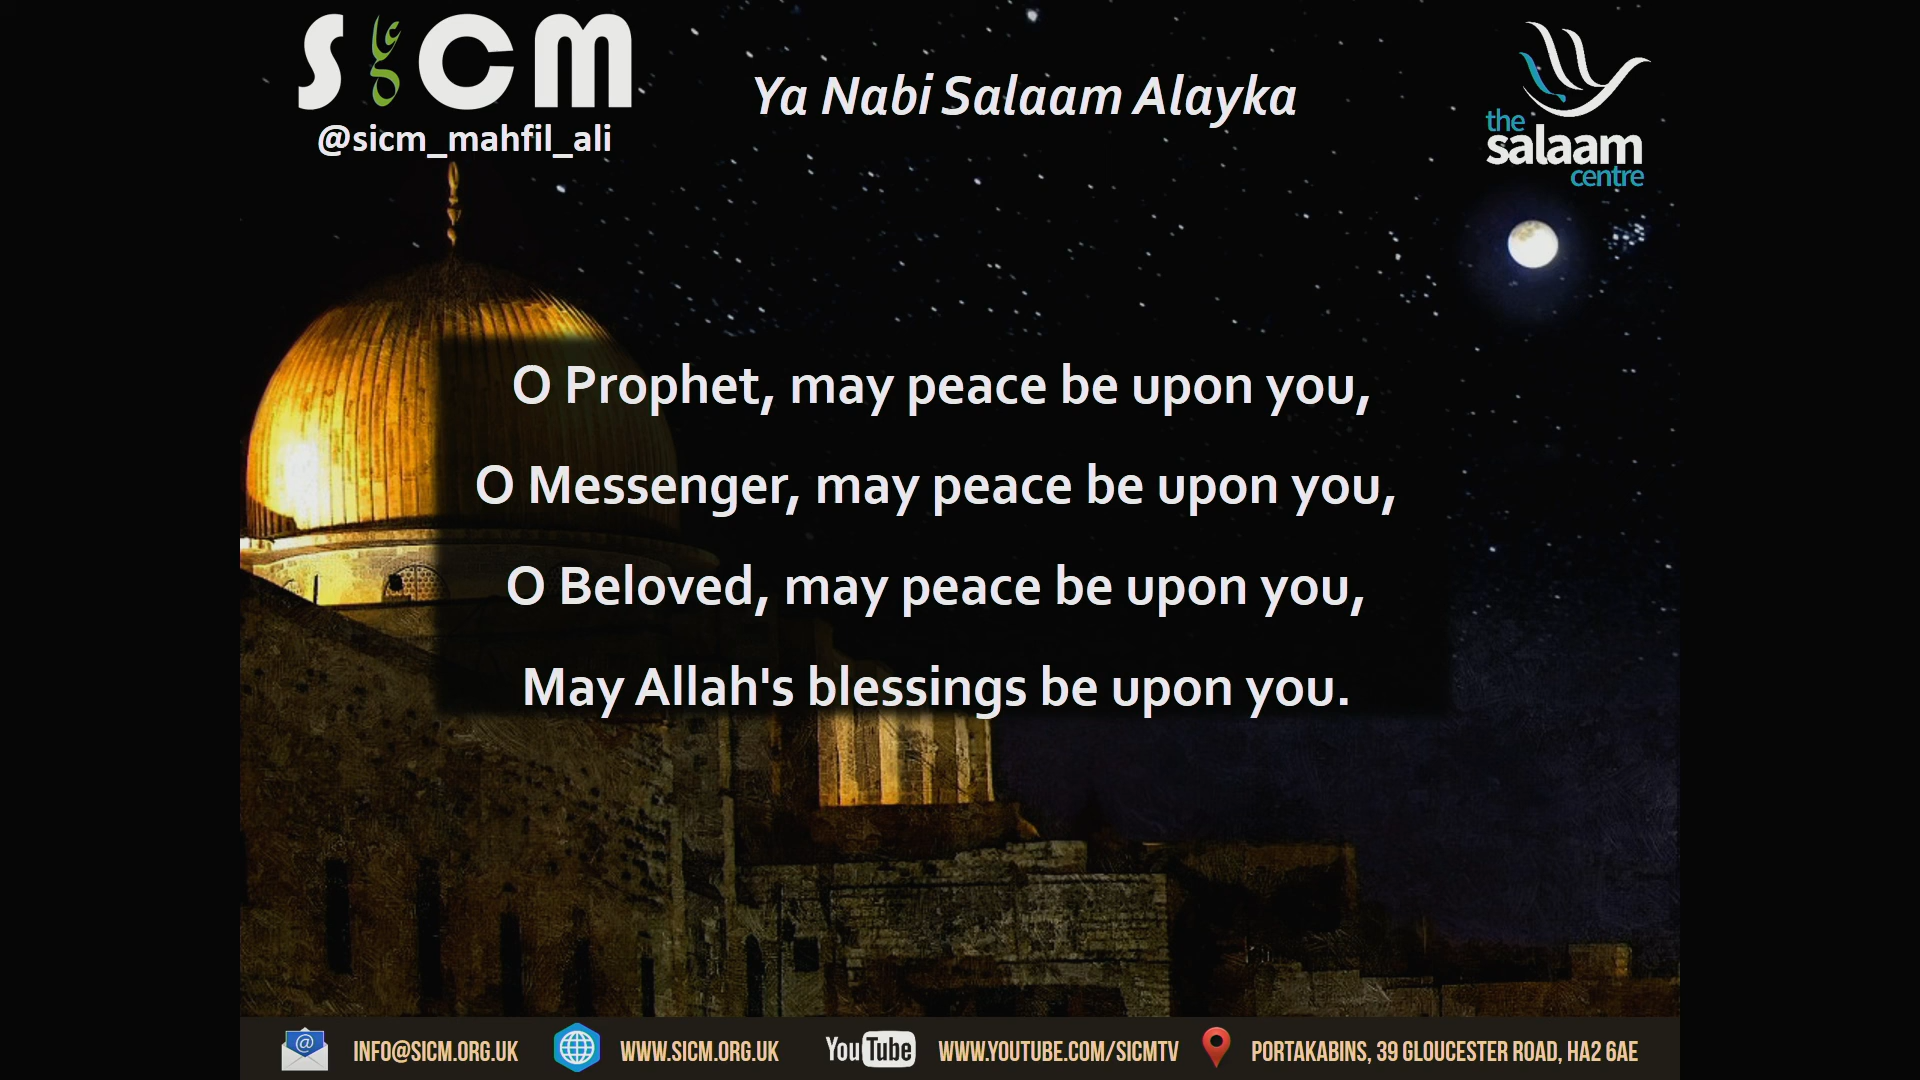 SعليCM
@sicm_mahfil_ali
Ya Nabi Salaam Alayka
the
salaam
centre
O Prophet, may peace be upon you,
O Messenger, may peace be upon you,
O Beloved, may peace be upon you,
May Allah's blessings be upon you.
@ INFO@SICM.ORG.UK WWW.SICM.ORG.UK YouTube WWW.YOUTUBE.COM/SICMTV PORTAKABINS, 39 GLOUCESTER ROAD, HA2 6AE